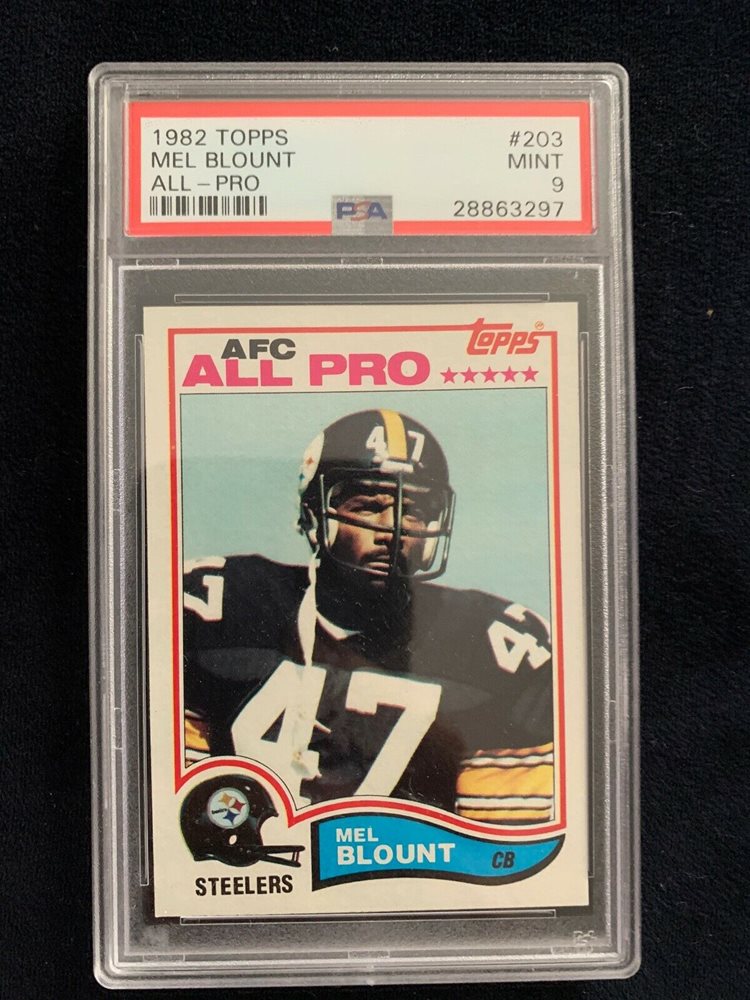 1982 TOPPS #203
MEL BLOUNT MINT
ALL - PRO 9
PSA 28863297
topps
AFC
ALL PRO ★★★★★
47
47
47
47
Steelers
MEL
BLOUNT CB
STEELERS